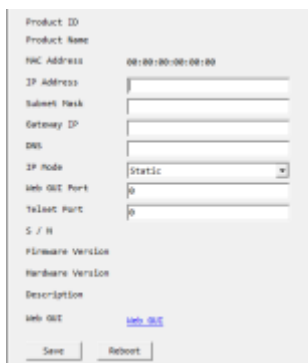 Product ID
Product Name
MAC Address 00:00:00:00:00:00
IP Address
Subnet Mask
Gateway IP
DNS
IP Mode Static
Web GUI Port 0
Telnet Port 0
S / N
Firmware Version
Hardware Version
Description
Web GUI Web GUI
Save Reboot